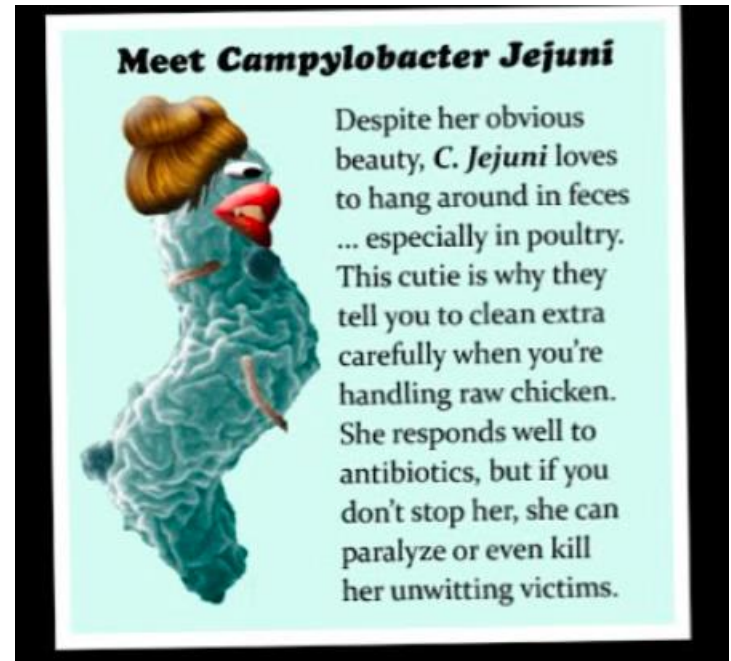 Meet Campylobacter Jejuni
Despite her obvious
beauty, C. Jejuni loves
to hang around in feces
... especially in poultry.
This cutie is why they
tell you to clean extra
carefully when you're
handling raw chicken.
She responds well to
antibiotics, but if you
don't stop her, she can
paralyze or even kill
her unwitting victims.